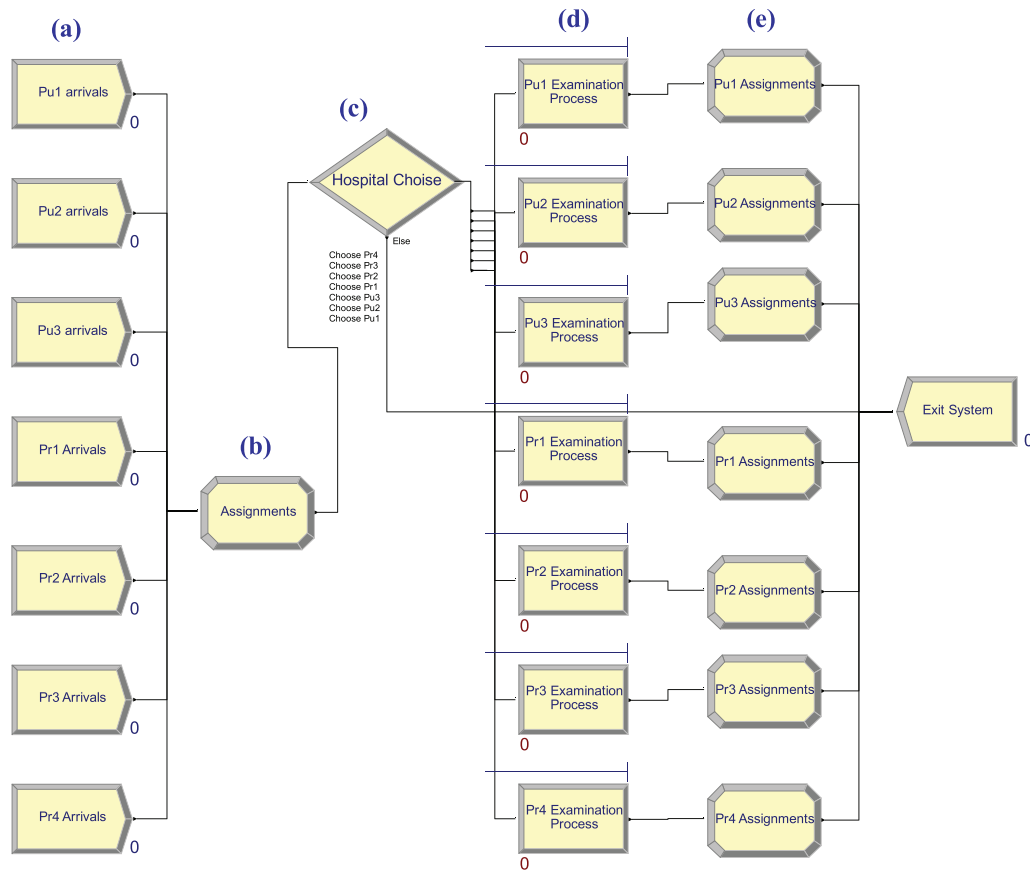 (a)
Pu1 arrivals
0
Pu2 arrivals
0
Pu3 arrivals
0
Pr1 Arrivals
0
Pr2 Arrivals
0
Pr3 Arrivals
0
Pr4 Arrivals
0
(b)
Assignments
(c)
Hospital Choise
Else
Choose Pr4
Choose Pr3
Choose Pr2
Choose Pr1
Choose Pu3
Choose Pu2
Choose Pu1
(d)
Pu1 Examination
Process
0
Pu2 Examination
Process
0
Pu3 Examination
Process
0
Pr1 Examination
Process
0
Pr2 Examination
Process
0
Pr3 Examination
Process
0
Pr4 Examination
Process
0
(e)
Pu1 Assignments
Pu2 Assignments
Pu3 Assignments
Pr1 Assignments
Pr2 Assignments
Pr3 Assignments
Pr4 Assignments
Exit System
0